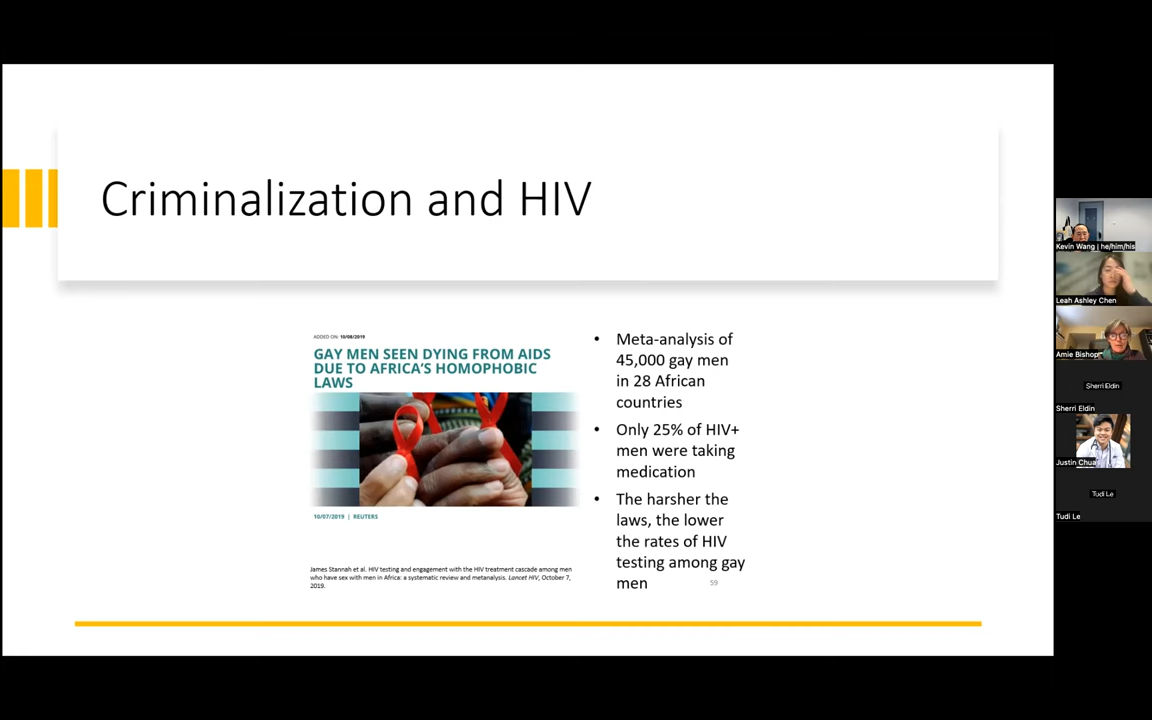 Criminalization and HIV
ADDED ON: 10/08/2019
GAY MEN SEEN DYING FROM AIDS
DUE TO AFRICA'S HOMOPHOBIC
LAWS
16/07/2019 | REUTERS
James Stannah et al. HIV testing and engagement with the HIV treatment cascade among men
who have sex with men in Africa: a systematic review and metanalysis. Lancet HIV, October 7,
2019.
• Meta-analysis of
45,000 gay men
in 28 African
countries
• Only 25% of HIV+
men were taking
medication
• The harsher the
laws, the lower
the rates of HIV
testing among gay
men
59
Kevin Wang | he/him/his
Leah Ashley Chen
Amie Bishop
Sherri Eldin
Sherri Eldin
Justin Chua
Tudi Le
Tudi Le